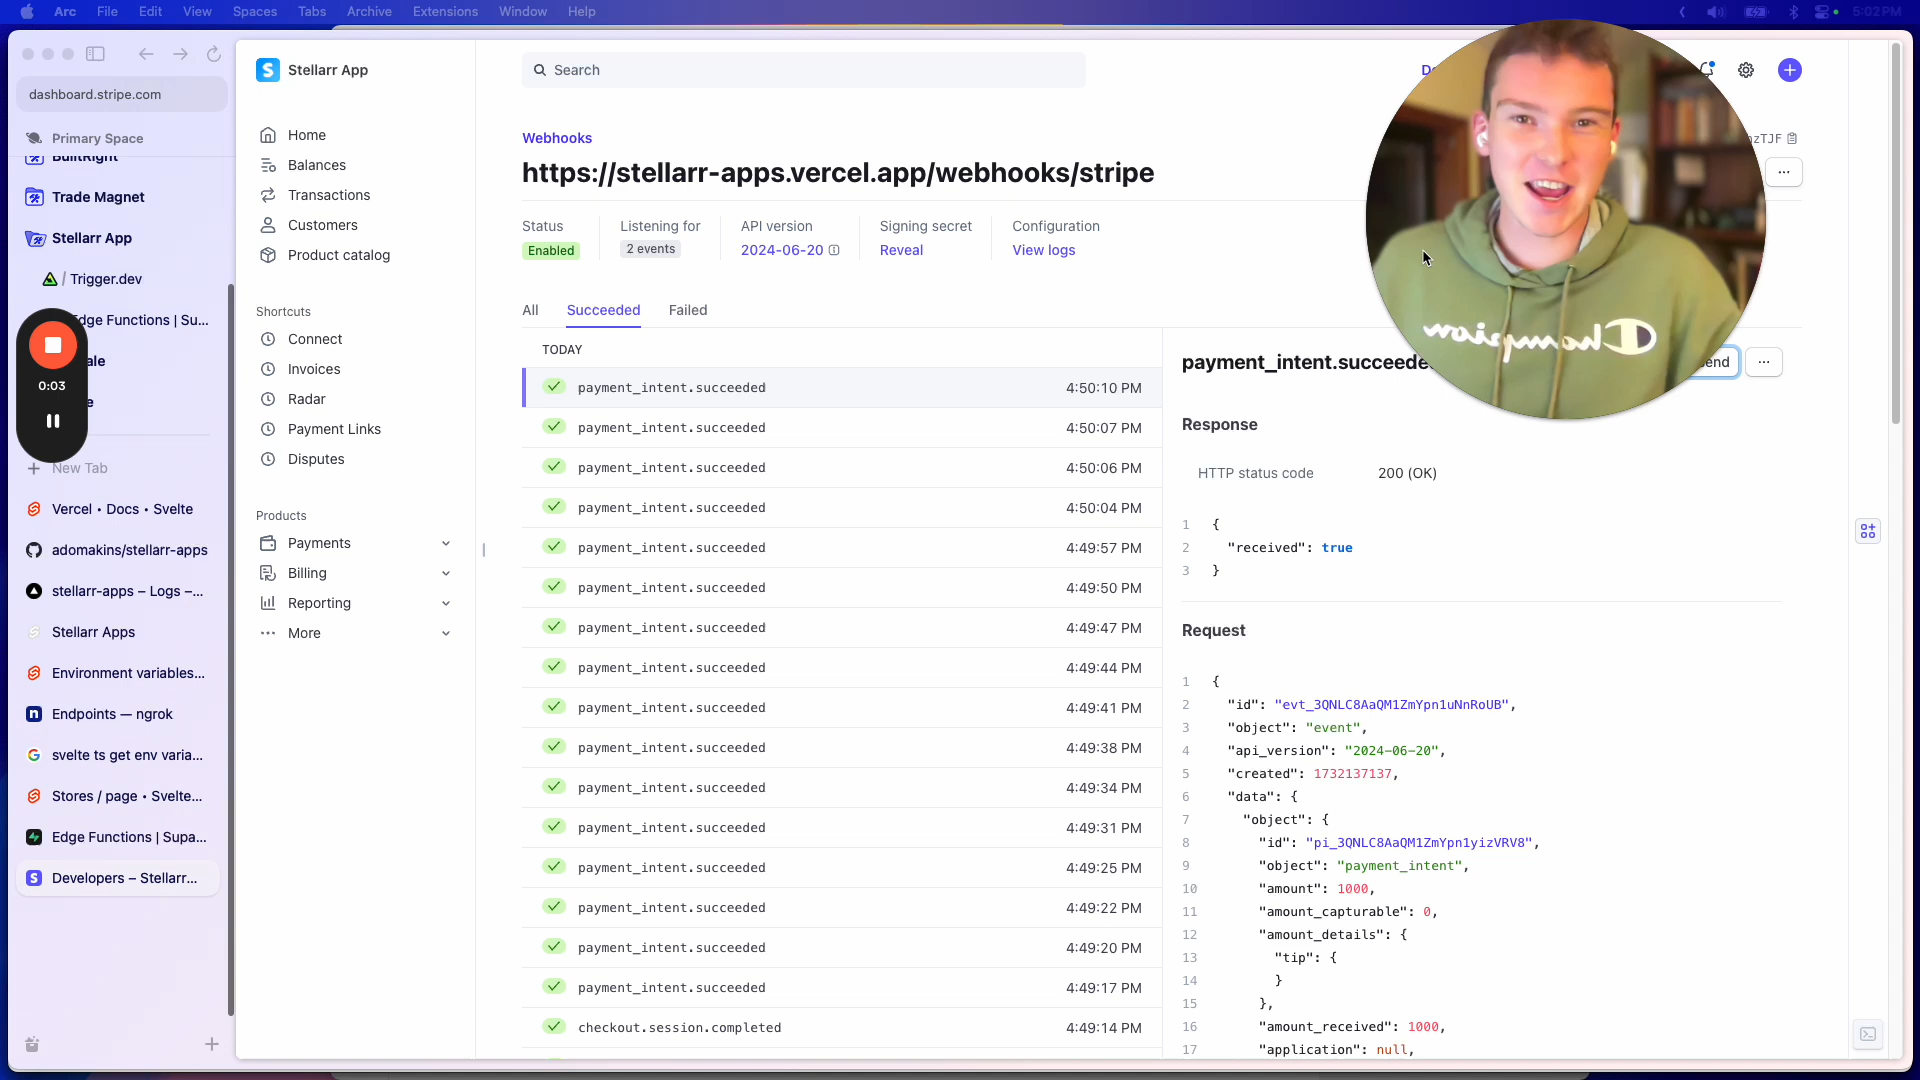 Arc File Edit View Spaces Tabs Archive Extensions Window Help 5:02 PM
dashboard.stripe.com
Primary Space
BuiltRight
Trade Magnet
Stellarr App
/ Trigger.dev
dge Functions | Su...
ale
e
0:03
New Tab
Vercel • Docs • Svelte
adomakins/stellarr-apps
stellarr-apps – Logs –...
Stellarr Apps
Environment variables...
Endpoints — ngrok
svelte ts get env varia...
Stores / page • Svelte...
Edge Functions | Supa...
Developers – Stellarr...
Stellarr App
Home
Balances
Transactions
Customers
Product catalog
Shortcuts
Connect
Invoices
Radar
Payment Links
Disputes
Products
Payments
Billing
Reporting
More
Search
Webhooks
zTJF
https://stellarr-apps.vercel.app/webhooks/stripe
Status
Enabled
Listening for
2 events
API version
2024-06-20
Signing secret
Reveal
Configuration
View logs
All Succeeded Failed
TODAY
payment_intent.succeeded 4:50:10 PM
payment_intent.succeeded 4:50:07 PM
payment_intent.succeeded 4:50:06 PM
payment_intent.succeeded 4:50:04 PM
payment_intent.succeeded 4:49:57 PM
payment_intent.succeeded 4:49:50 PM
payment_intent.succeeded 4:49:47 PM
payment_intent.succeeded 4:49:44 PM
payment_intent.succeeded 4:49:41 PM
payment_intent.succeeded 4:49:38 PM
payment_intent.succeeded 4:49:34 PM
payment_intent.succeeded 4:49:31 PM
payment_intent.succeeded 4:49:25 PM
payment_intent.succeeded 4:49:22 PM
payment_intent.succeeded 4:49:20 PM
payment_intent.succeeded 4:49:17 PM
checkout.session.completed 4:49:14 PM
payment_intent.succeede
end
Champion
Response
HTTP status code 200 (OK)
1 {
2 "received": true
3 }
Request
1 {
2 "id": "evt_3QNLC8AaQM1ZmYpn1uNnRoUB",
3 "object": "event",
4 "api_version": "2024-06-20",
5 "created": 1732137137,
6 "data": {
7 "object": {
8 "id": "pi_3QNLC8AaQM1ZmYpn1yizVRV8",
9 "object": "payment_intent",
10 "amount": 1000,
11 "amount_capturable": 0,
12 "amount_details": {
13 "tip": {
14 }
15 },
16 "amount_received": 1000,
17 "application": null,